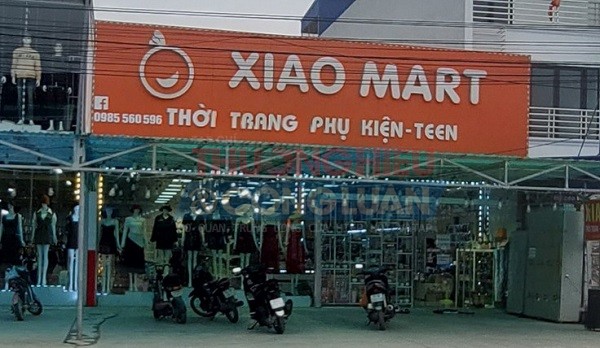 XIAO MART
0985 560 596
THỜI TRANG PHỤ KIỆN-TEEN